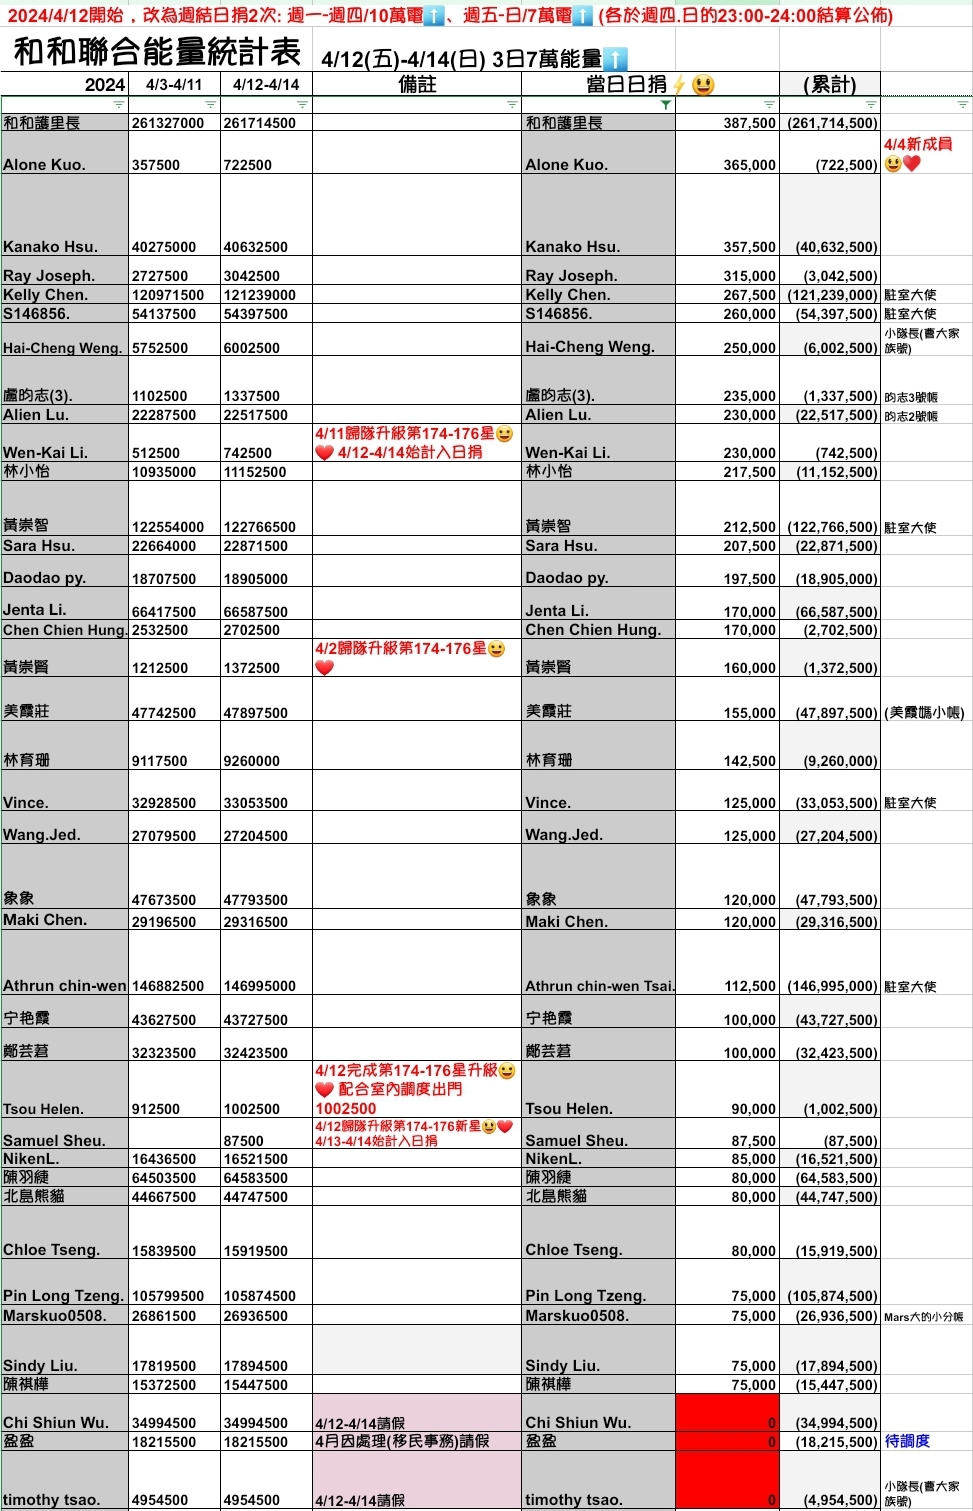 2024/4/12開始，改為週結日捐2次: 週一-週四/10萬電⬆️、週五-日/7萬電⬆️ (各於週四.日的23:00-24:00結算公佈)
和和聯合能量統計表 4/12(五)-4/14(日) 3日7萬能量⬆️
2024 4/3-4/11 4/12-4/14 備註 當日日捐⚡😃 (累計)
和和護里長 261327000 261714500 和和護里長 387,500 (261,714,500)
Alone Kuo. 357500 722500 Alone Kuo. 365,000 (722,500) 4/4新成員😃❤️
Kanako Hsu. 40275000 40632500 Kanako Hsu. 357,500 (40,632,500)
Ray Joseph. 2727500 3042500 Ray Joseph. 315,000 (3,042,500)
Kelly Chen. 120971500 121239000 Kelly Chen. 267,500 (121,239,000) 駐室大使
S146856. 54137500 54397500 S146856. 260,000 (54,397,500) 駐室大使
Hai-Cheng Weng. 5752500 6002500 Hai-Cheng Weng. 250,000 (6,002,500) 小隊長(曹大家族號)
盧昀志(3). 1102500 1337500 盧昀志(3). 235,000 (1,337,500) 昀志3號帳
Alien Lu. 22287500 22517500 Alien Lu. 230,000 (22,517,500) 昀志2號帳
Wen-Kai Li. 512500 742500 4/11歸隊升級第174-176星😀❤️ 4/12-4/14始計入日捐 Wen-Kai Li. 230,000 (742,500)
林小怡 10935000 11152500 林小怡 217,500 (11,152,500)
黃崇智 122554000 122766500 黃崇智 212,500 (122,766,500) 駐室大使
Sara Hsu. 22664000 22871500 Sara Hsu. 207,500 (22,871,500)
Daodao py. 18707500 18905000 Daodao py. 197,500 (18,905,000)
Jenta Li. 66417500 66587500 Jenta Li. 170,000 (66,587,500)
Chen Chien Hung. 2532500 2702500 Chen Chien Hung. 170,000 (2,702,500)
黃崇賢 1212500 1372500 4/2歸隊升級第174-176星😀❤️ 黃崇賢 160,000 (1,372,500)
美霞莊 47742500 47897500 美霞莊 155,000 (47,897,500) (美霞媽小帳)
林育珊 9117500 9260000 林育珊 142,500 (9,260,000)
Vince. 32928500 33053500 Vince. 125,000 (33,053,500) 駐室大使
Wang.Jed. 27079500 27204500 Wang.Jed. 125,000 (27,204,500)
象象 47673500 47793500 象象 120,000 (47,793,500)
Maki Chen. 29196500 29316500 Maki Chen. 120,000 (29,316,500)
Athrun chin-wen 146882500 146995000 Athrun chin-wen Tsai. 112,500 (146,995,000) 駐室大使
宁艳霞 43627500 43727500 宁艳霞 100,000 (43,727,500)
鄭芸莙 32323500 32423500 鄭芸莙 100,000 (32,423,500)
Tsou Helen. 912500 1002500 4/12完成第174-176星升級😀❤️ 配合室內調度出門1002500 Tsou Helen. 90,000 (1,002,500)
Samuel Sheu. 87500 4/12歸隊升級第174-176新星😃❤️ 4/13-4/14始計入日捐 Samuel Sheu. 87,500 (87,500)
NikenL. 16436500 16521500 NikenL. 85,000 (16,521,500)
陳羽緁 64503500 64583500 陳羽緁 80,000 (64,583,500)
北島熊貓 44667500 44747500 北島熊貓 80,000 (44,747,500)
Chloe Tseng. 15839500 15919500 Chloe Tseng. 80,000 (15,919,500)
Pin Long Tzeng. 105799500 105874500 Pin Long Tzeng. 75,000 (105,874,500)
Marskuo0508. 26861500 26936500 Marskuo0508. 75,000 (26,936,500) Mars大的小分帳
Sindy Liu. 17819500 17894500 Sindy Liu. 75,000 (17,894,500)
陳祺樺 15372500 15447500 陳祺樺 75,000 (15,447,500)
Chi Shiun Wu. 34994500 34994500 4/12-4/14請假 Chi Shiun Wu. 0 (34,994,500)
盈盈 18215500 18215500 4月因處理(移民事務)請假 盈盈 0 (18,215,500) 待調度
timothy tsao. 4954500 4954500 4/12-4/14請假 timothy tsao. 0 (4,954,500) 小隊長(曹大家族號)